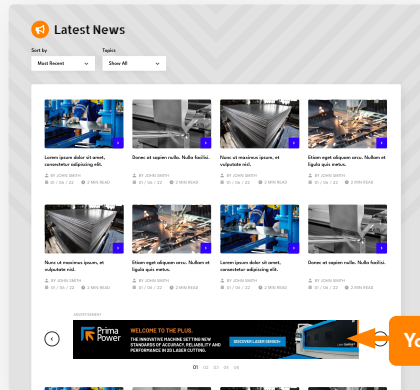 Latest News
Sort by
Topics
Most Recent
Show All
Lorem ipsum dolor sit amet,
consectetur adipiscing elit.
BY JOHN SMITH
01 / 06 / 22 2 MIN READ
Donec at sapien nulla. Nulla facilisi.
BY JOHN SMITH
01 / 06 / 22 2 MIN READ
Nunc ut maximus ipsum, et
vulputate nisl.
BY JOHN SMITH
01 / 06 / 22 2 MIN READ
Etiam eget aliquam arcu. Nullam et
ligula quis metus.
BY JOHN SMITH
01 / 06 / 22 2 MIN READ
Nunc ut maximus ipsum, et
vulputate nisl.
BY JOHN SMITH
01 / 06 / 22 2 MIN READ
Etiam eget aliquam arcu. Nullam et
ligula quis metus.
BY JOHN SMITH
01 / 06 / 22 2 MIN READ
Lorem ipsum dolor sit amet,
consectetur adipiscing elit.
BY JOHN SMITH
01 / 06 / 22 2 MIN READ
Donec at sapien nulla. Nulla facilisi.
BY JOHN SMITH
01 / 06 / 22 2 MIN READ
ADVERTISEMENT
Prima
Power
WELCOME TO THE PLUS.
THE INNOVATIVE MACHINE SETTING NEW
STANDARDS OF ACCURACY, RELIABILITY AND
PERFORMANCE IN 2D LASER CUTTING.
DISCOVER LASER GENIUS+
Yo
01 02 03 04 05